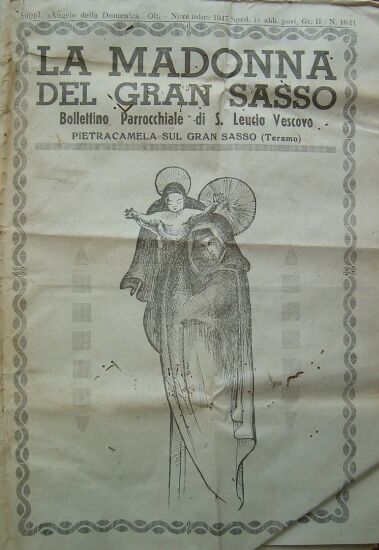 Suppl. «Angelo della Domenica» Ott. - Novembre 1947 Sped. in abb. post. Gr. II - N. 10-11
LA MADONNA
DEL GRAN SASSO
Bollettino Parrocchiale di S. Leucio Vescovo
PIETRACAMELA SUL GRAN SASSO (Teramo)